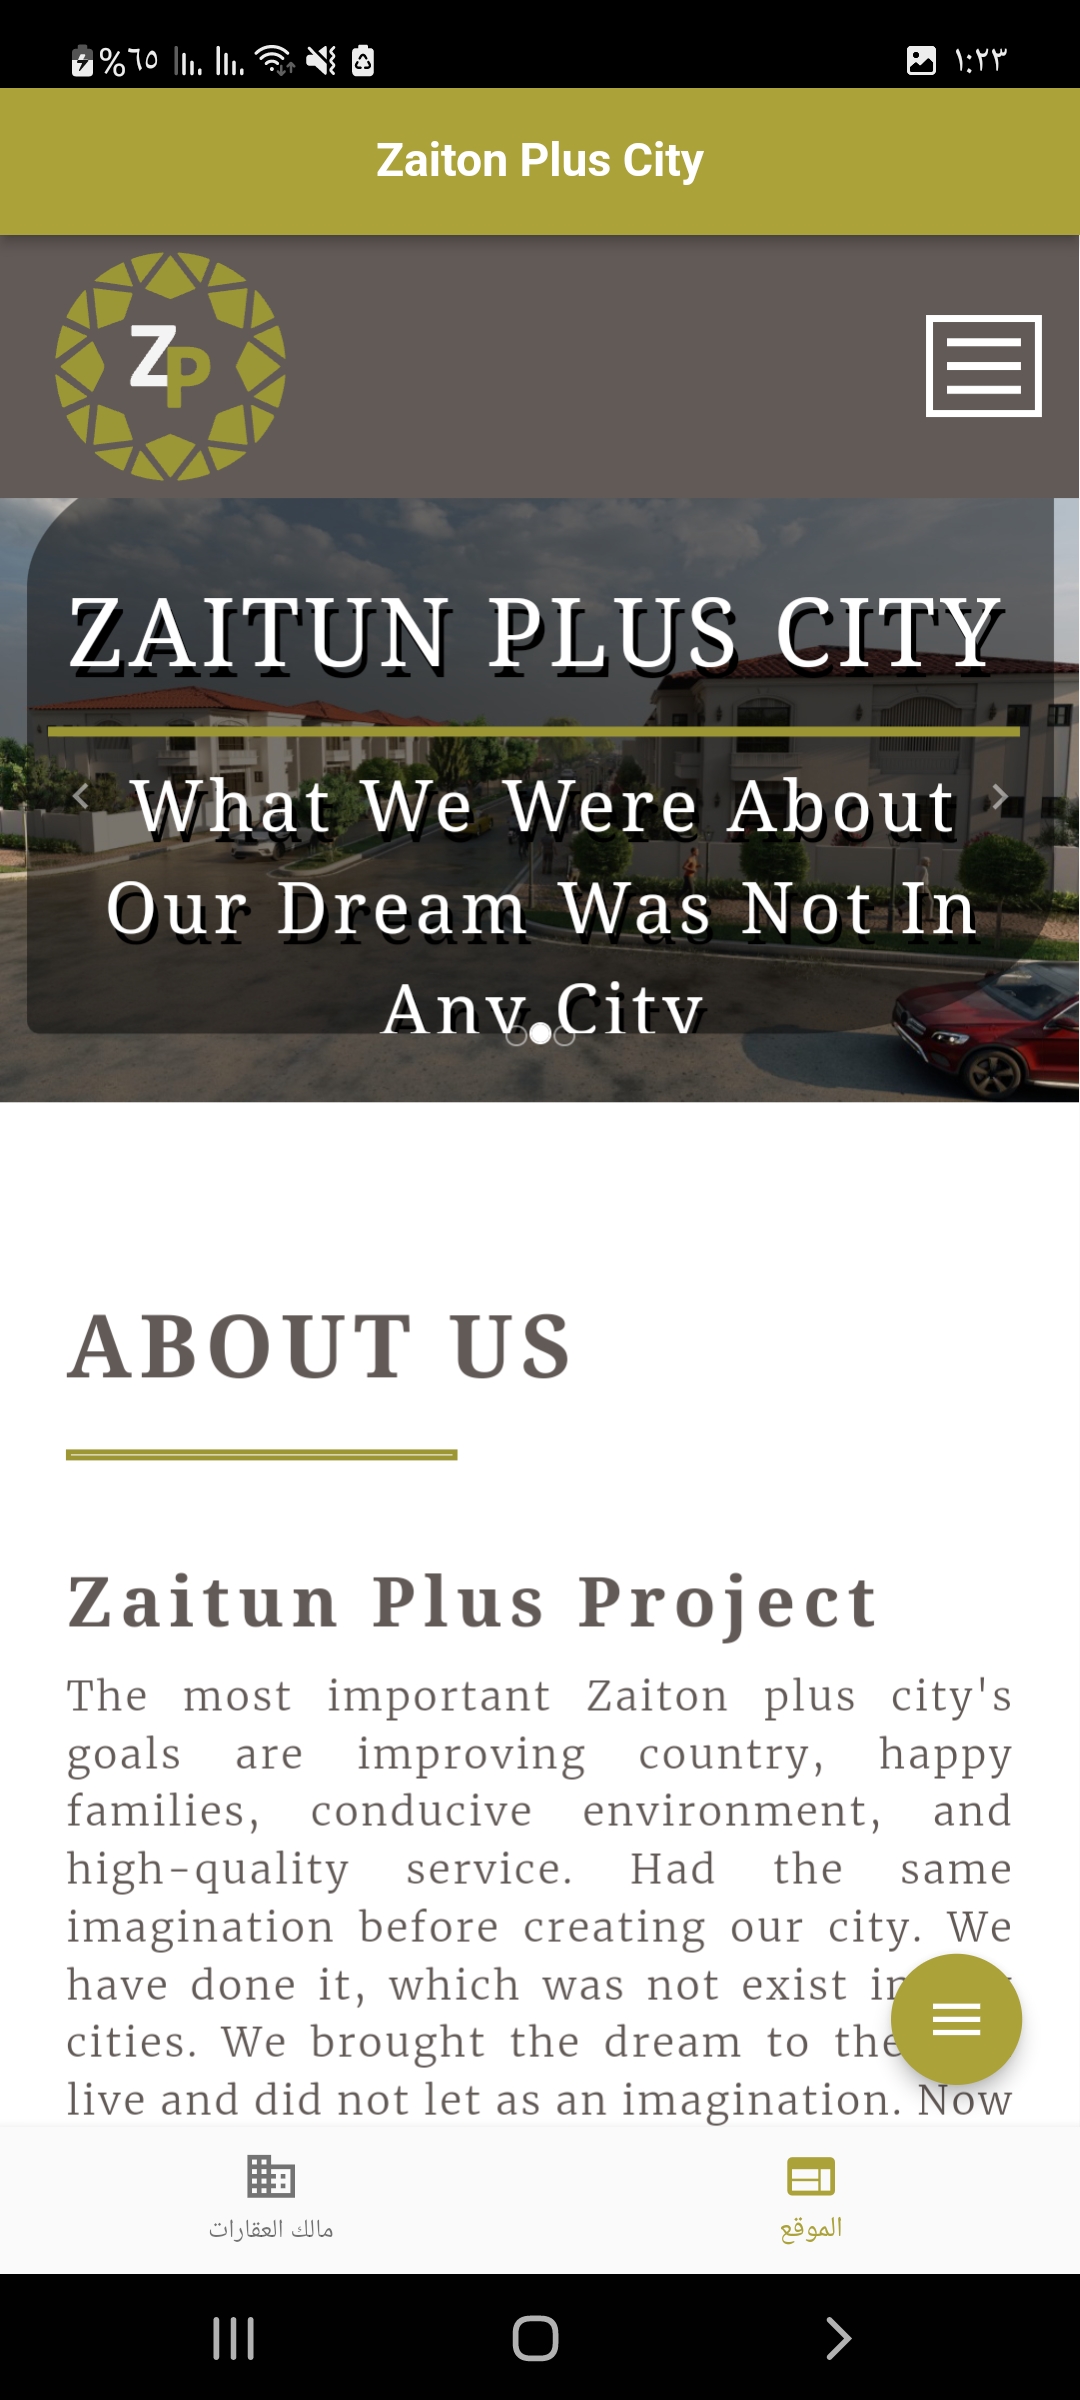 %٦٥
١:٢٣
Zaiton Plus City
ZP
ZAITUN PLUS CITY
What We Were About
Our Dream Was Not In
Any City
ABOUT US
Zaitun Plus Project
The most important Zaiton plus city's
goals are improving country, happy
families, conducive environment, and
high-quality service. Had the same
imagination before creating our city. We
have done it, which was not exist in
cities. We brought the dream to the
live and did not let as an imagination. Now
مالك العقارات
الموقع